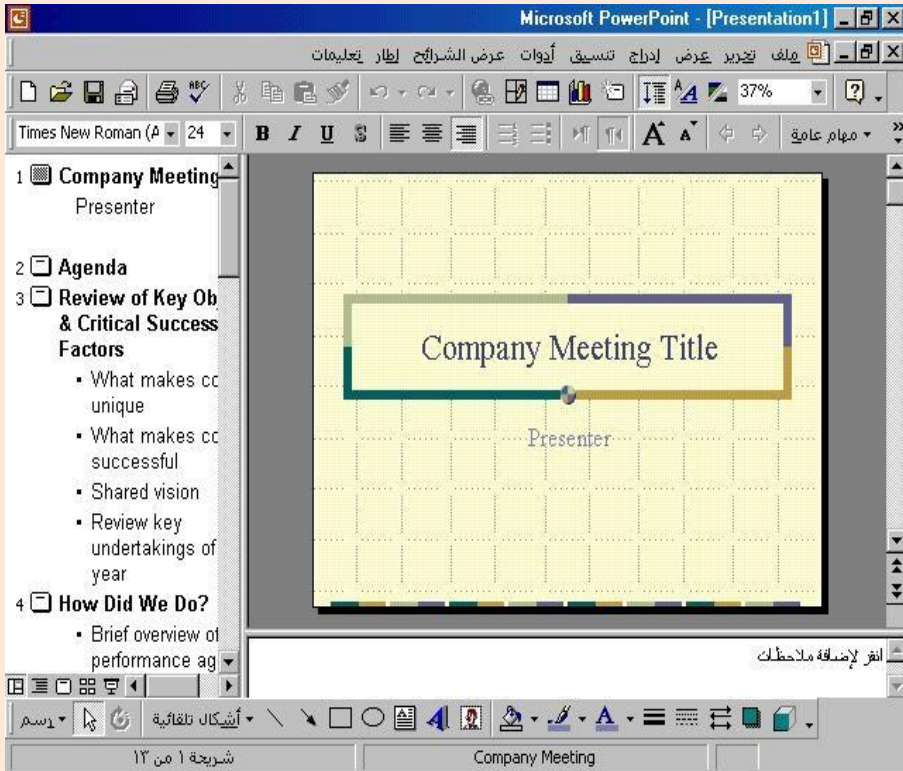 Microsoft PowerPoint - [Presentation1]
ملف تحرير عرض إدراج تنسيق أدوات عرض الشرائح إطار تعليمات
ABC
37%
Times New Roman (A
24
B I U S
A A
مهام عامة
1 Company Meeting
Presenter
2 Agenda
3 Review of Key Ob
& Critical Success
Factors
What makes co
unique
What makes co
successful
Shared vision
Review key
undertakings of
year
4 How Did We Do?
Brief overview of
performance ag
Company Meeting Title
Presenter
انقر لإضافة ملاحظات
رسم
أشكال تلقائية
شريحة ١ من ١٣
Company Meeting